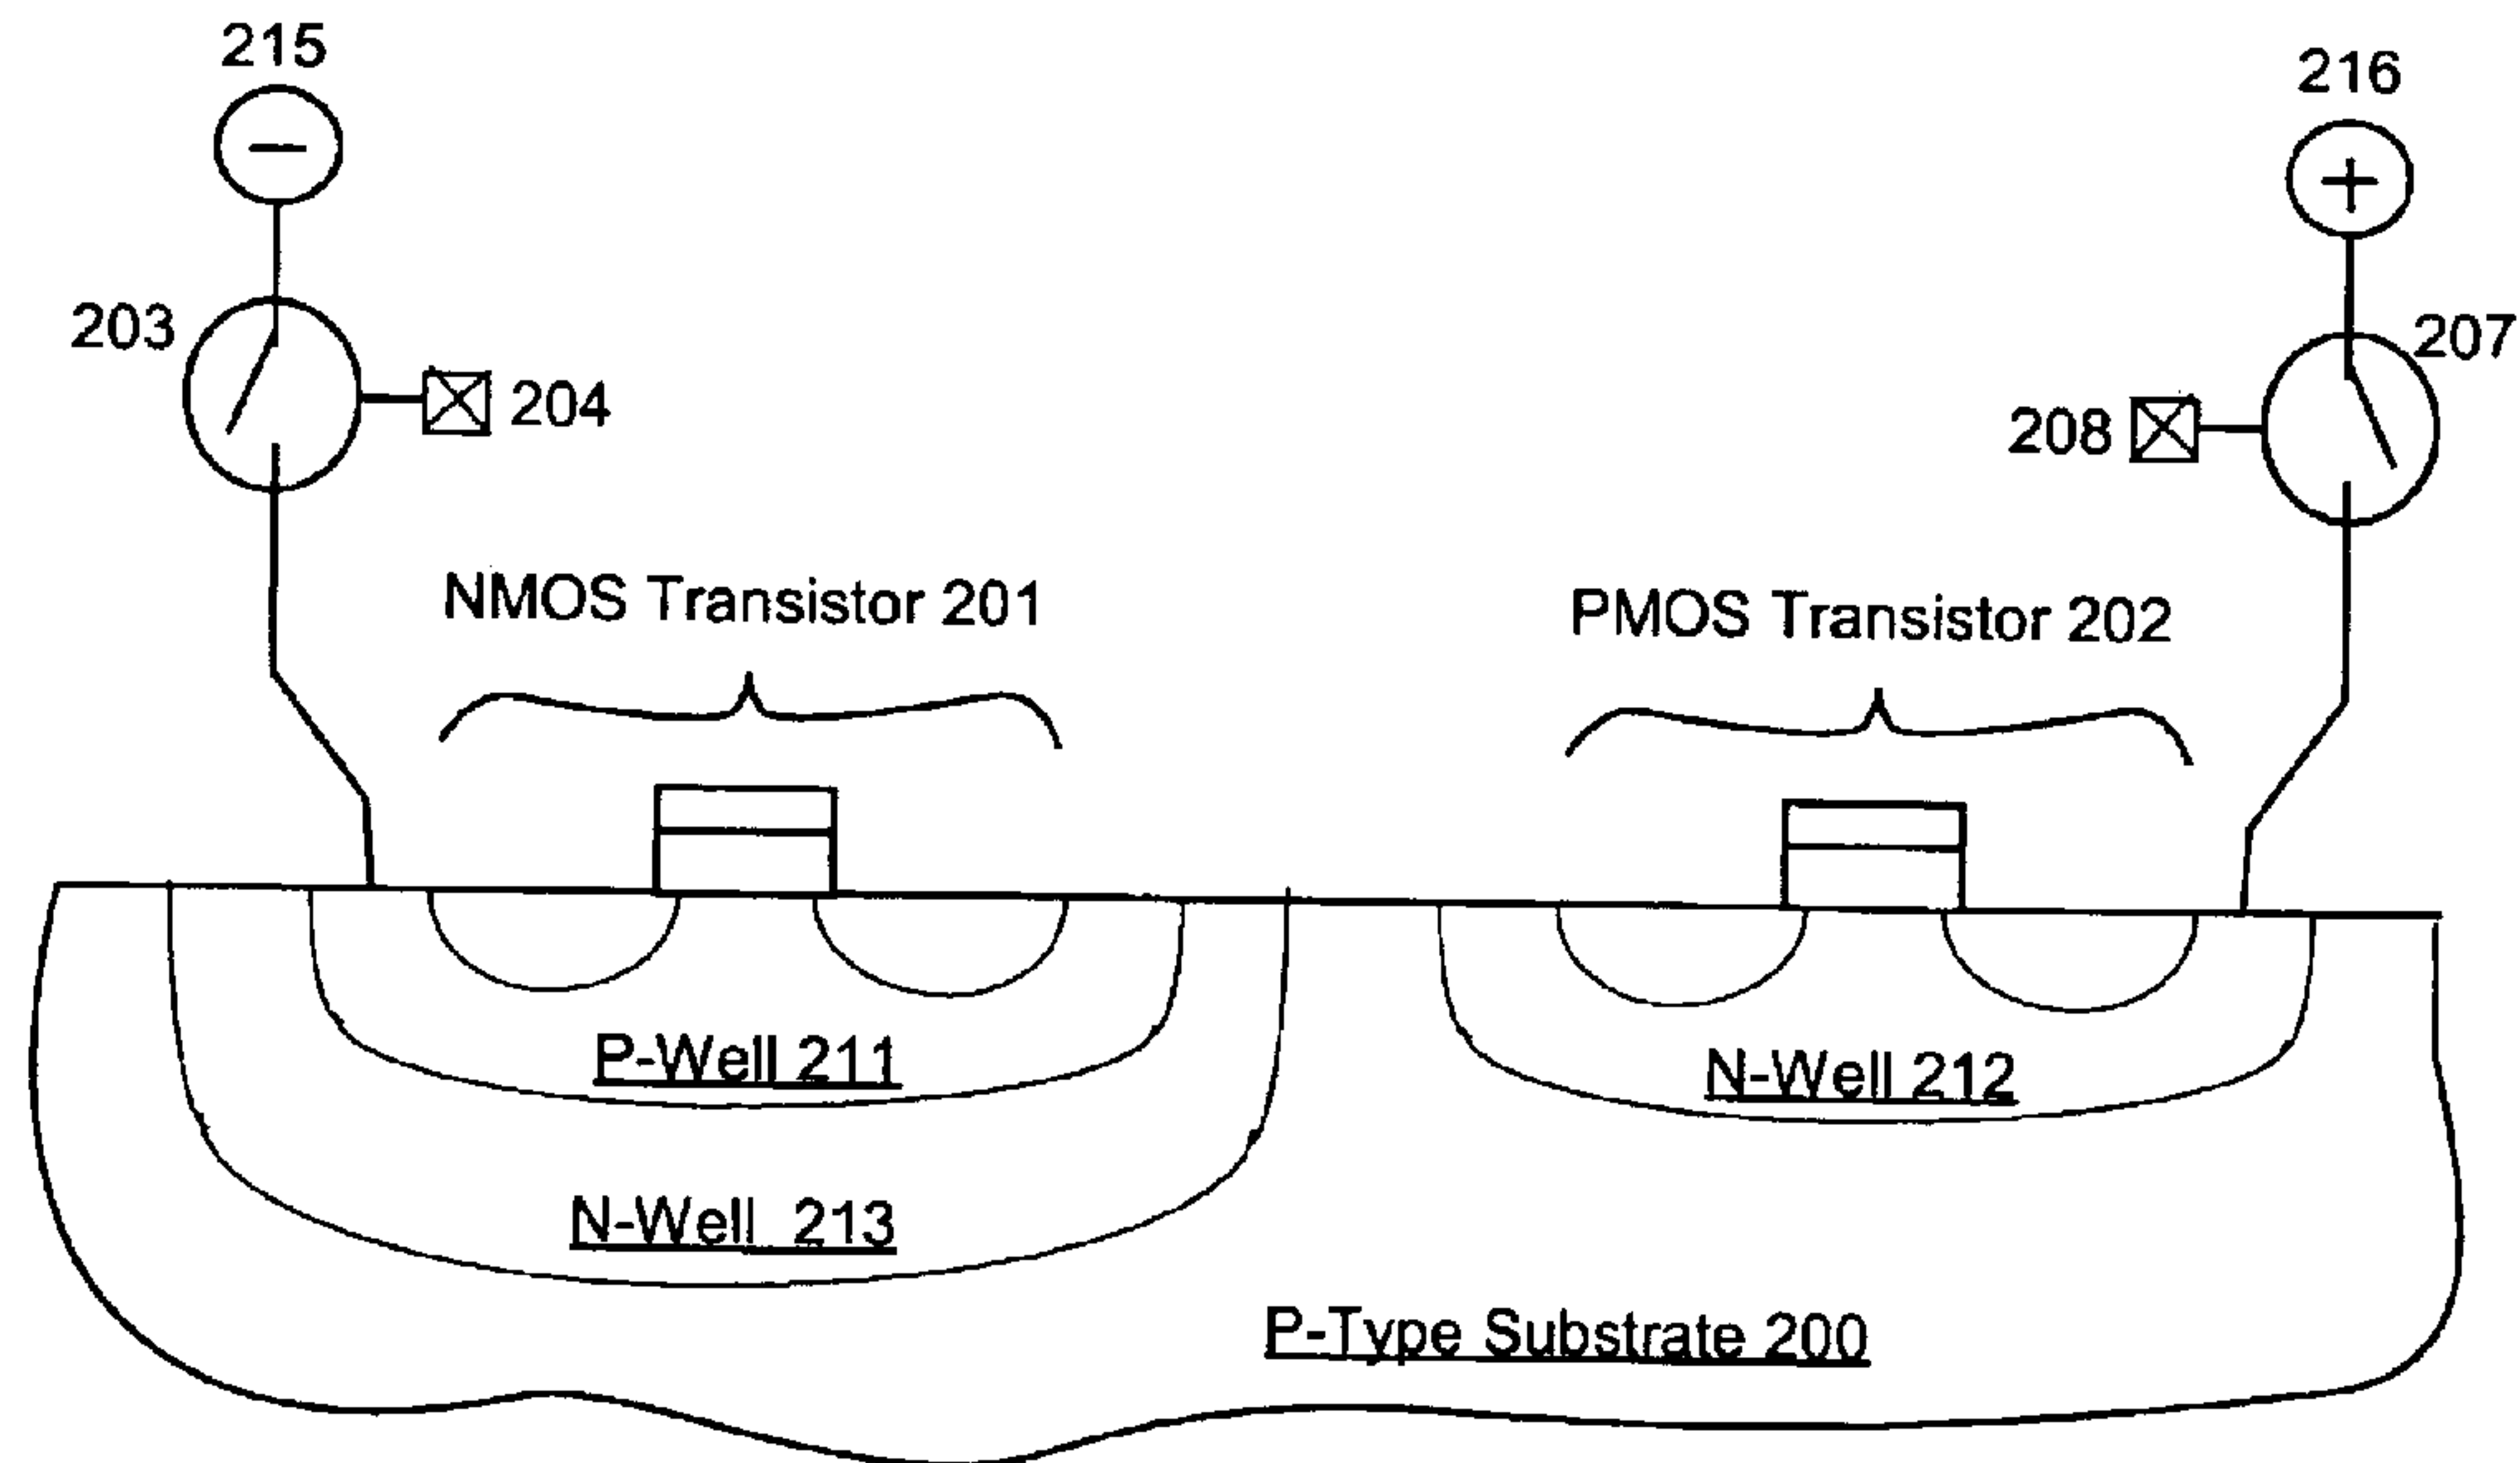 215
216
−
+
203
207
204
208
NMOS Transistor 201
PMOS Transistor 202
P-Well 211
N-Well 212
N-Well 213
P-Type Substrate 200